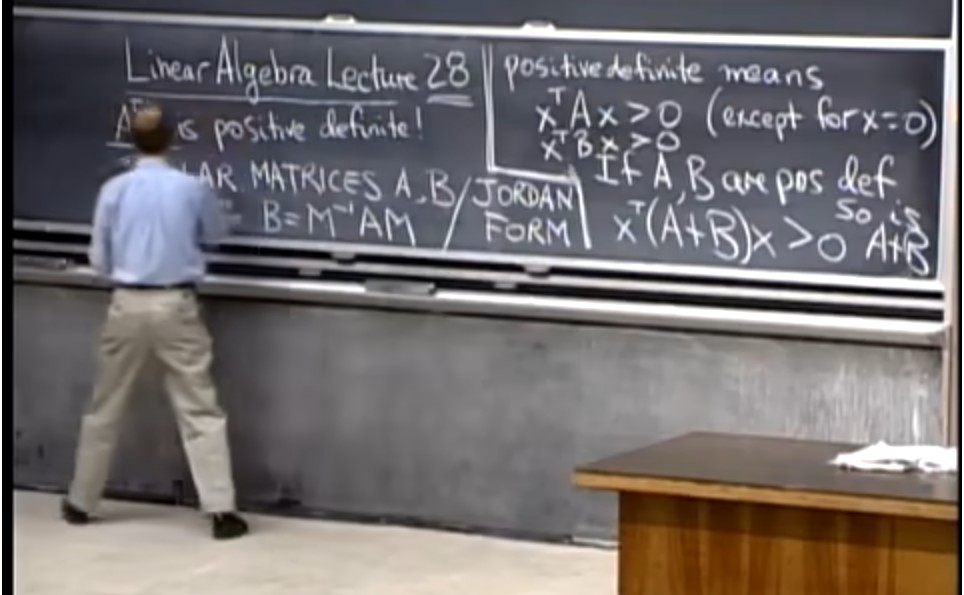 Linear Algebra Lecture 28
is positive definite!
MATRICES A, B / JORDAN
B = M⁻¹AM FORM
positive definite means
xᵀAx > 0 (except for x = 0)
xᵀBx > 0
If A, B are pos def
so is
xᵀ(A+B)x > 0 A+B